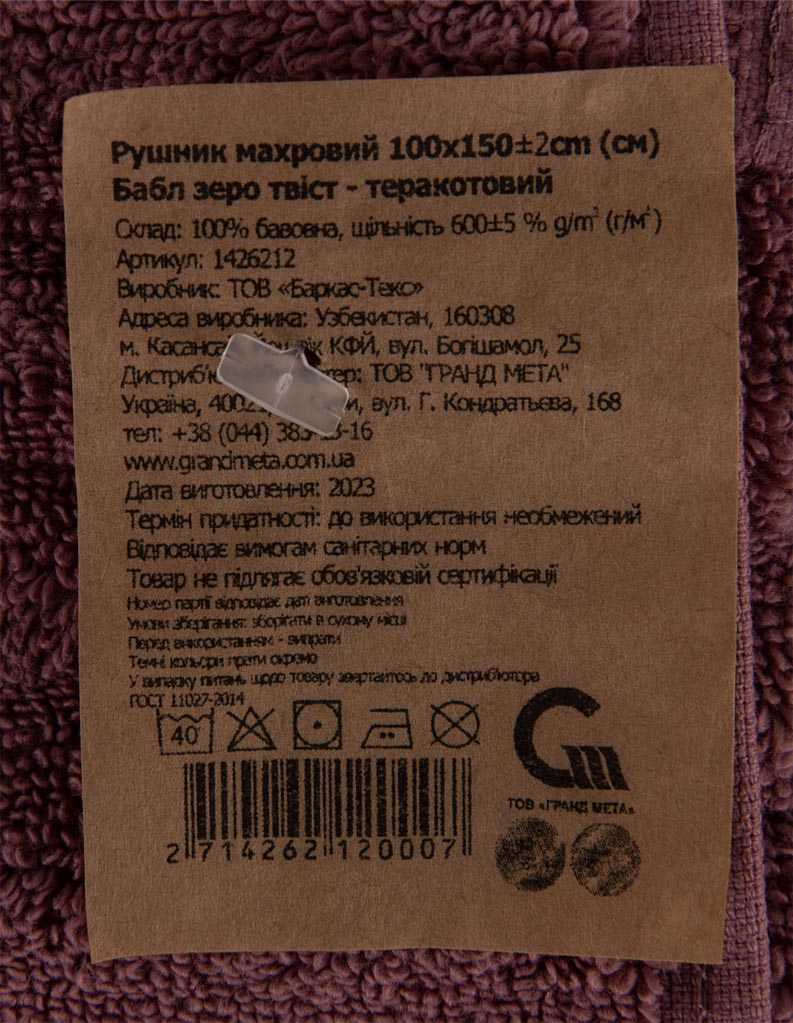 Рушник махровий 100х150±2cm (см)
Бабл зеро твіст - теракотовий
Склад: 100% бавовна, щільність 600±5 % g/m² (г/м²)
Артикул: 1426212
Виробник: ТОВ «Баркас-Текс»
Адреса виробника: Узбекистан, 160308
м. КФЙ, вул. Богішамол, 25
ТОВ "ГРАНД МЕТА"
Україна, вул. Г. Кондратьєва, 168
тел: +38 (044)
www.grandmeta.com.ua
Дата виготовлення: 2023
Термін придатності: до використання необмежений
Відповідає вимогам санітарних норм
Товар не підлягає обов'язковій сертифікації
Номер партії відповідає даті виготовлення
Умови зберігання: зберігати в сухому місці
Перед використанням - випрати
Темні кольори прати окремо
У випадку питань щодо товару звертайтесь до дистриб'ютора
ГОСТ 11027-2014
40°
Gm
ТОВ «ГРАНД МЕТА»
2 714262 120007